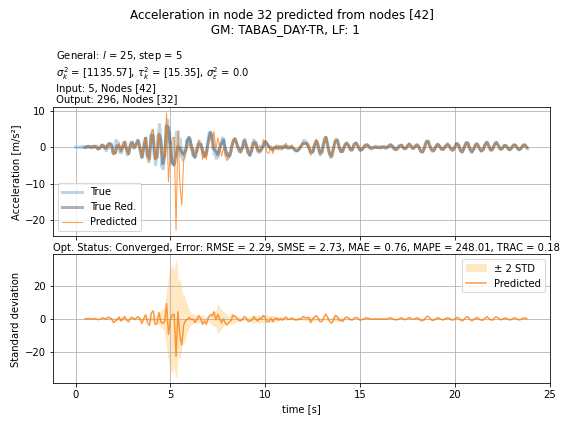 Acceleration in node 32 predicted from nodes [42]
GM: TABAS_DAY-TR, LF: 1
General: l = 25, step = 5
σ²ₖ = [1135.57], τ²ₖ = [15.35], σ²ₑ = 0.0
Input: 5, Nodes [42]
Output: 296, Nodes [32]
Acceleration [m/s²]
10
0
−10
−20
True
True Red.
Predicted
Opt. Status: Converged, Error: RMSE = 2.29, SMSE = 2.73, MAE = 0.76, MAPE = 248.01, TRAC = 0.18
Standard deviation
20
0
−20
± 2 STD
Predicted
0 5 10 15 20 25
time [s]